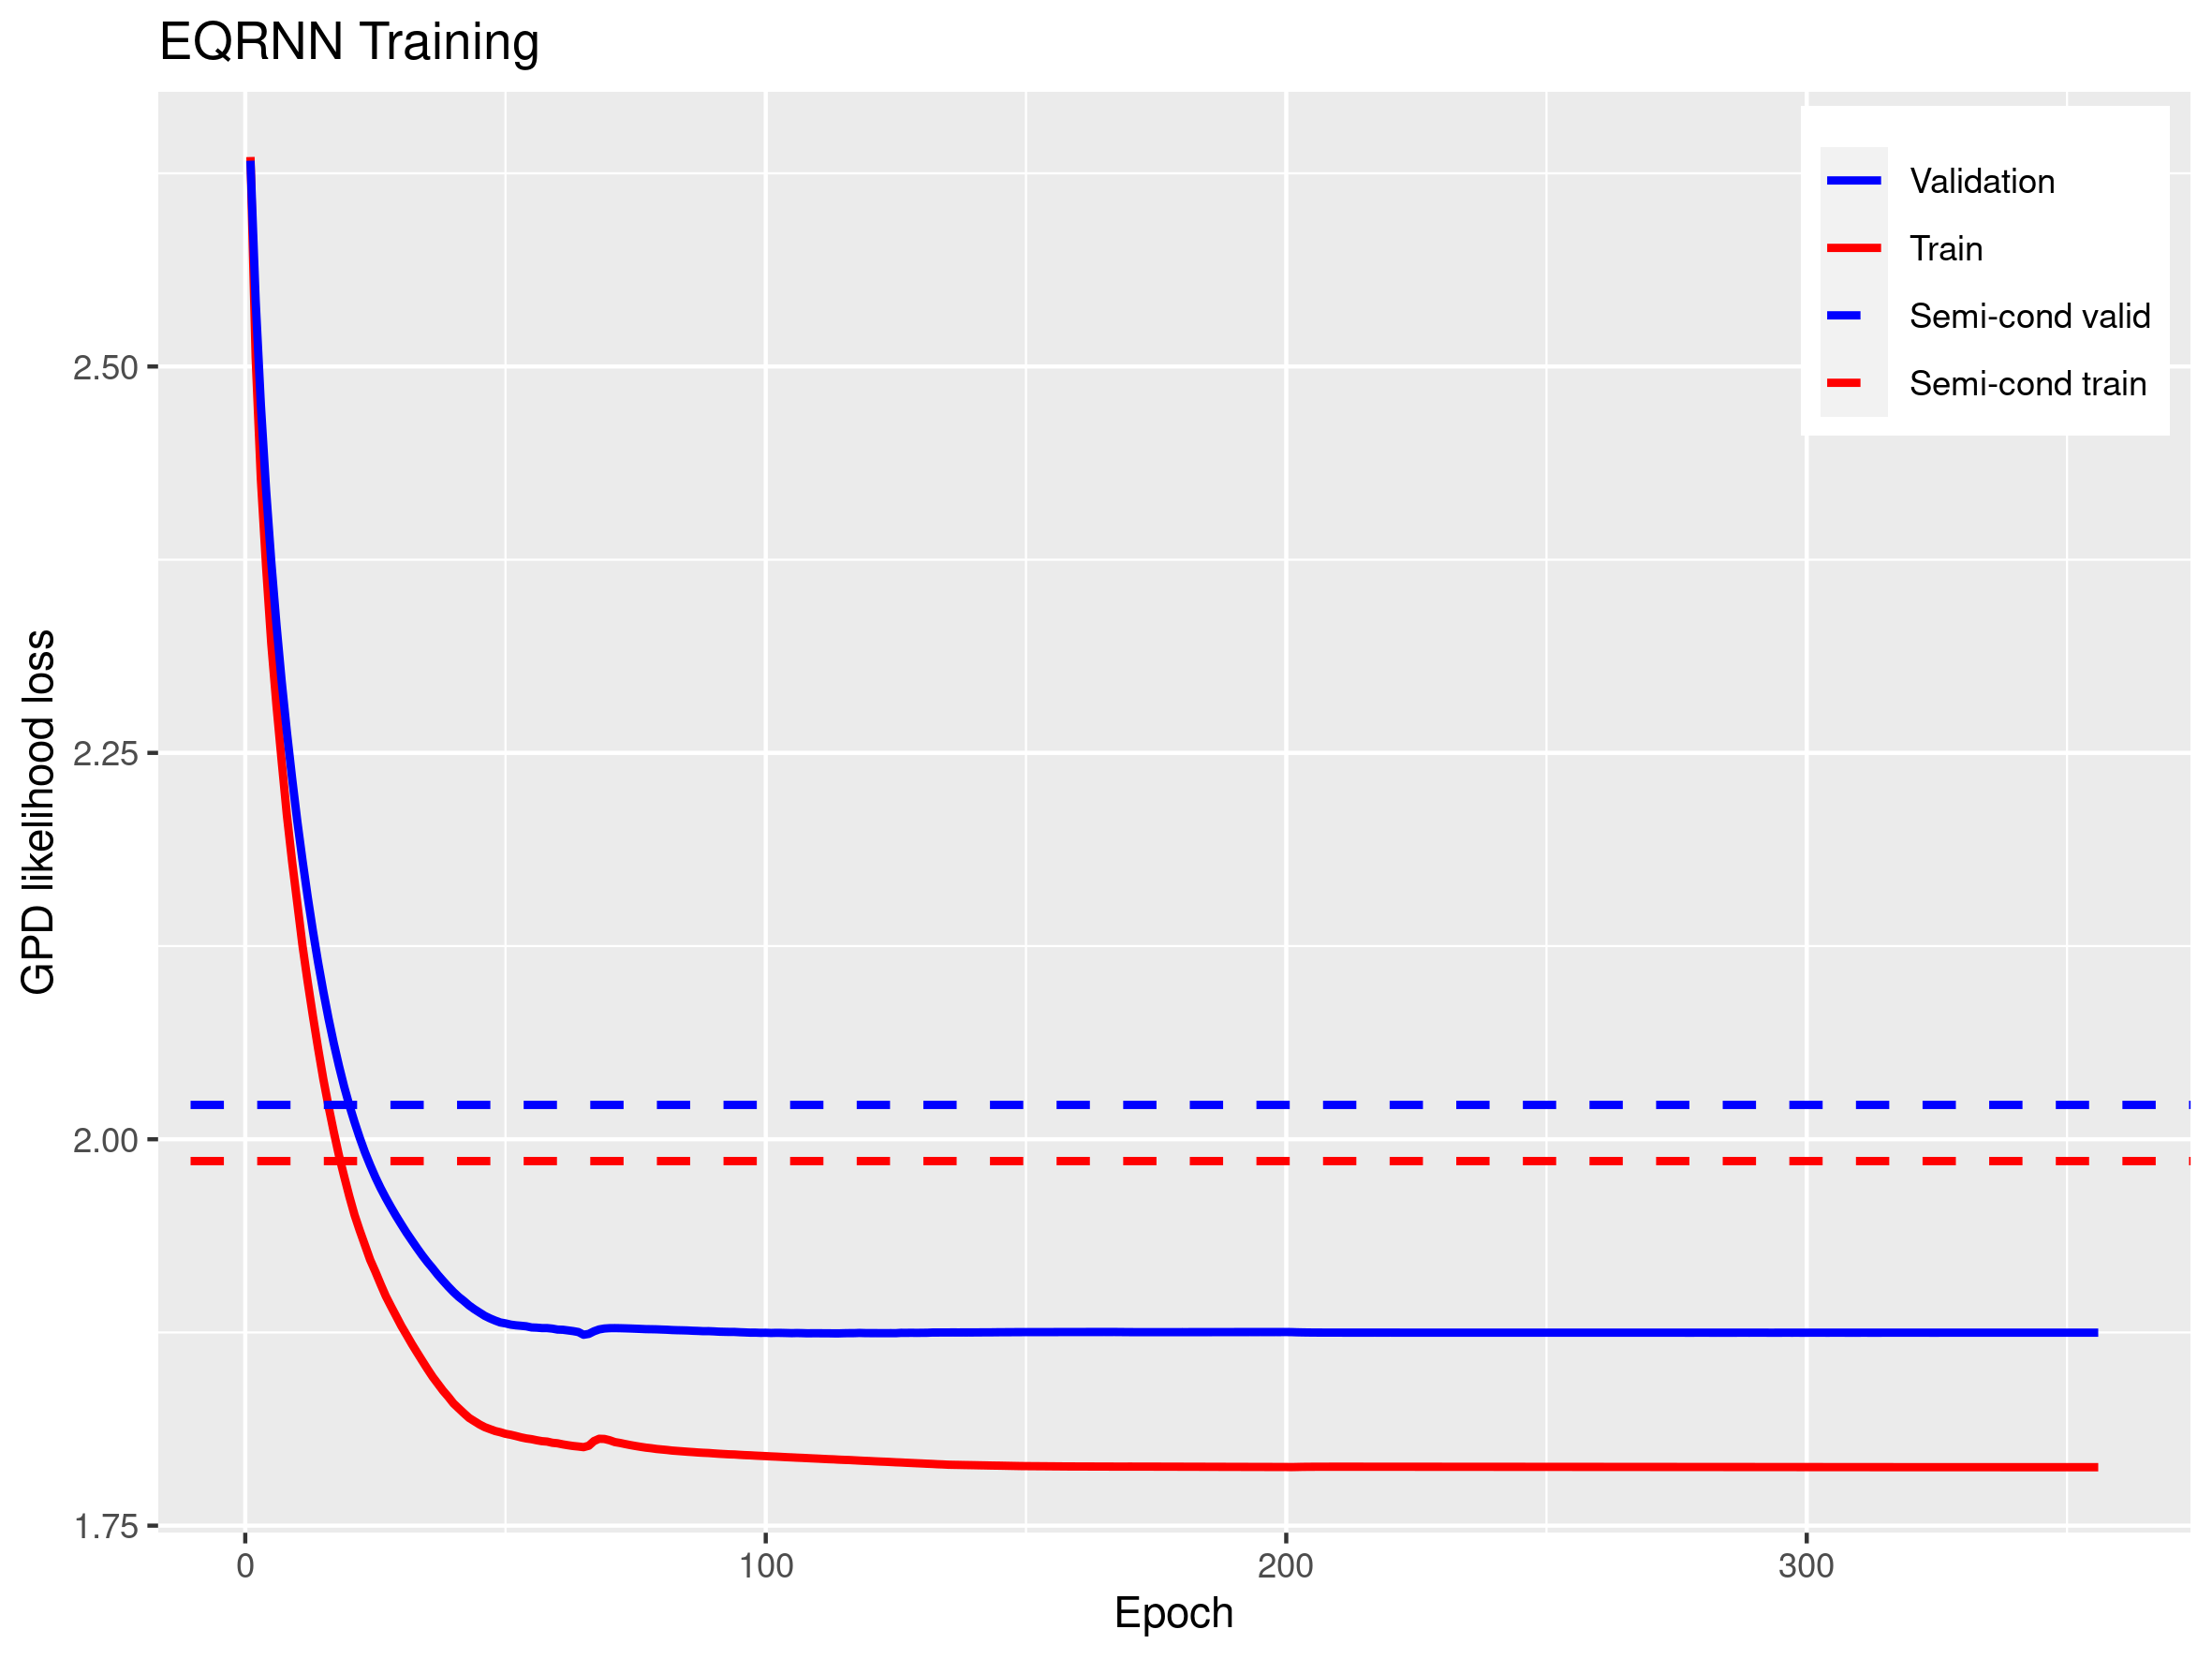 EQRNN Training
Validation
Train
Semi-cond valid
Semi-cond train
GPD likelihood loss
2.50
2.25
2.00
1.75
0 100 200 300
Epoch